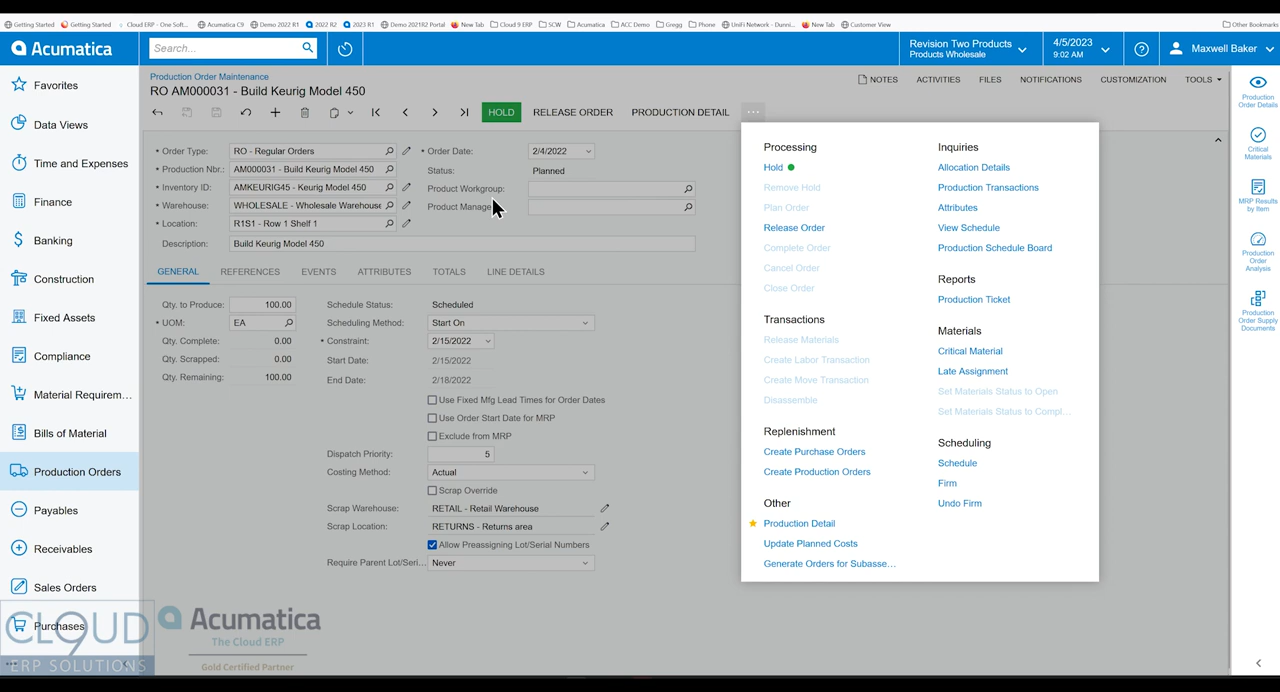 Getting Started Getting Started Cloud ERP - One Soft... Acumatica C9 Demo 2022 R1 2022 R2 2023 R1 Demo 2021R2 Portal New Tab Cloud 9 ERP SCW Acumatica ACC Demo Gregg Phone UniFi Network - Dunni... New Tab Customer View Other Bookmarks
Acumatica
Search...
Revision Two Products
Products Wholesale
4/5/2023
9:02 AM
Maxwell Baker
Favorites
Data Views
Time and Expenses
Finance
Banking
Construction
Fixed Assets
Compliance
Material Requirem...
Bills of Material
Production Orders
Payables
Receivables
Sales Orders
Purchases
Production Order Maintenance
RO AM000031 - Build Keurig Model 450
NOTES ACTIVITIES FILES NOTIFICATIONS CUSTOMIZATION TOOLS
HOLD RELEASE ORDER PRODUCTION DETAIL ...
Order Type: RO - Regular Orders
Production Nbr.: AM000031 - Build Keurig Model 450
Inventory ID: AMKEURIG45 - Keurig Model 450
Warehouse: WHOLESALE - Wholesale Warehouse
Location: R1S1 - Row 1 Shelf 1
Description: Build Keurig Model 450
Order Date: 2/4/2022
Status: Planned
Product Workgroup:
Product Manage
GENERAL REFERENCES EVENTS ATTRIBUTES TOTALS LINE DETAILS
Qty. to Produce: 100.00
UOM: EA
Qty. Complete: 0.00
Qty. Scrapped: 0.00
Qty. Remaining: 100.00
Schedule Status: Scheduled
Scheduling Method: Start On
Constraint: 2/15/2022
Start Date: 2/15/2022
End Date: 2/18/2022
Use Fixed Mfg Lead Times for Order Dates
Use Order Start Date for MRP
Exclude from MRP
Dispatch Priority: 5
Costing Method: Actual
Scrap Override
Scrap Warehouse: RETAIL - Retail Warehouse
Scrap Location: RETURNS - Returns area
Allow Preassigning Lot/Serial Numbers
Require Parent Lot/Seri... Never
Processing
Hold
Remove Hold
Plan Order
Release Order
Complete Order
Cancel Order
Close Order
Transactions
Release Materials
Create Labor Transaction
Create Move Transaction
Disassemble
Replenishment
Create Purchase Orders
Create Production Orders
Other
Production Detail
Update Planned Costs
Generate Orders for Subasse...
Inquiries
Allocation Details
Production Transactions
Attributes
View Schedule
Production Schedule Board
Reports
Production Ticket
Materials
Critical Material
Late Assignment
Set Materials Status to Open
Set Materials Status to Compl...
Scheduling
Schedule
Firm
Undo Firm
Production
Order Details
Critical
Materials
MRP Results
by Item
Production
Order
Analysis
Production
Order Supply
Documents
CLOUD9
ERP SOLUTIONS
Acumatica
The Cloud ERP
Gold Certified Partner